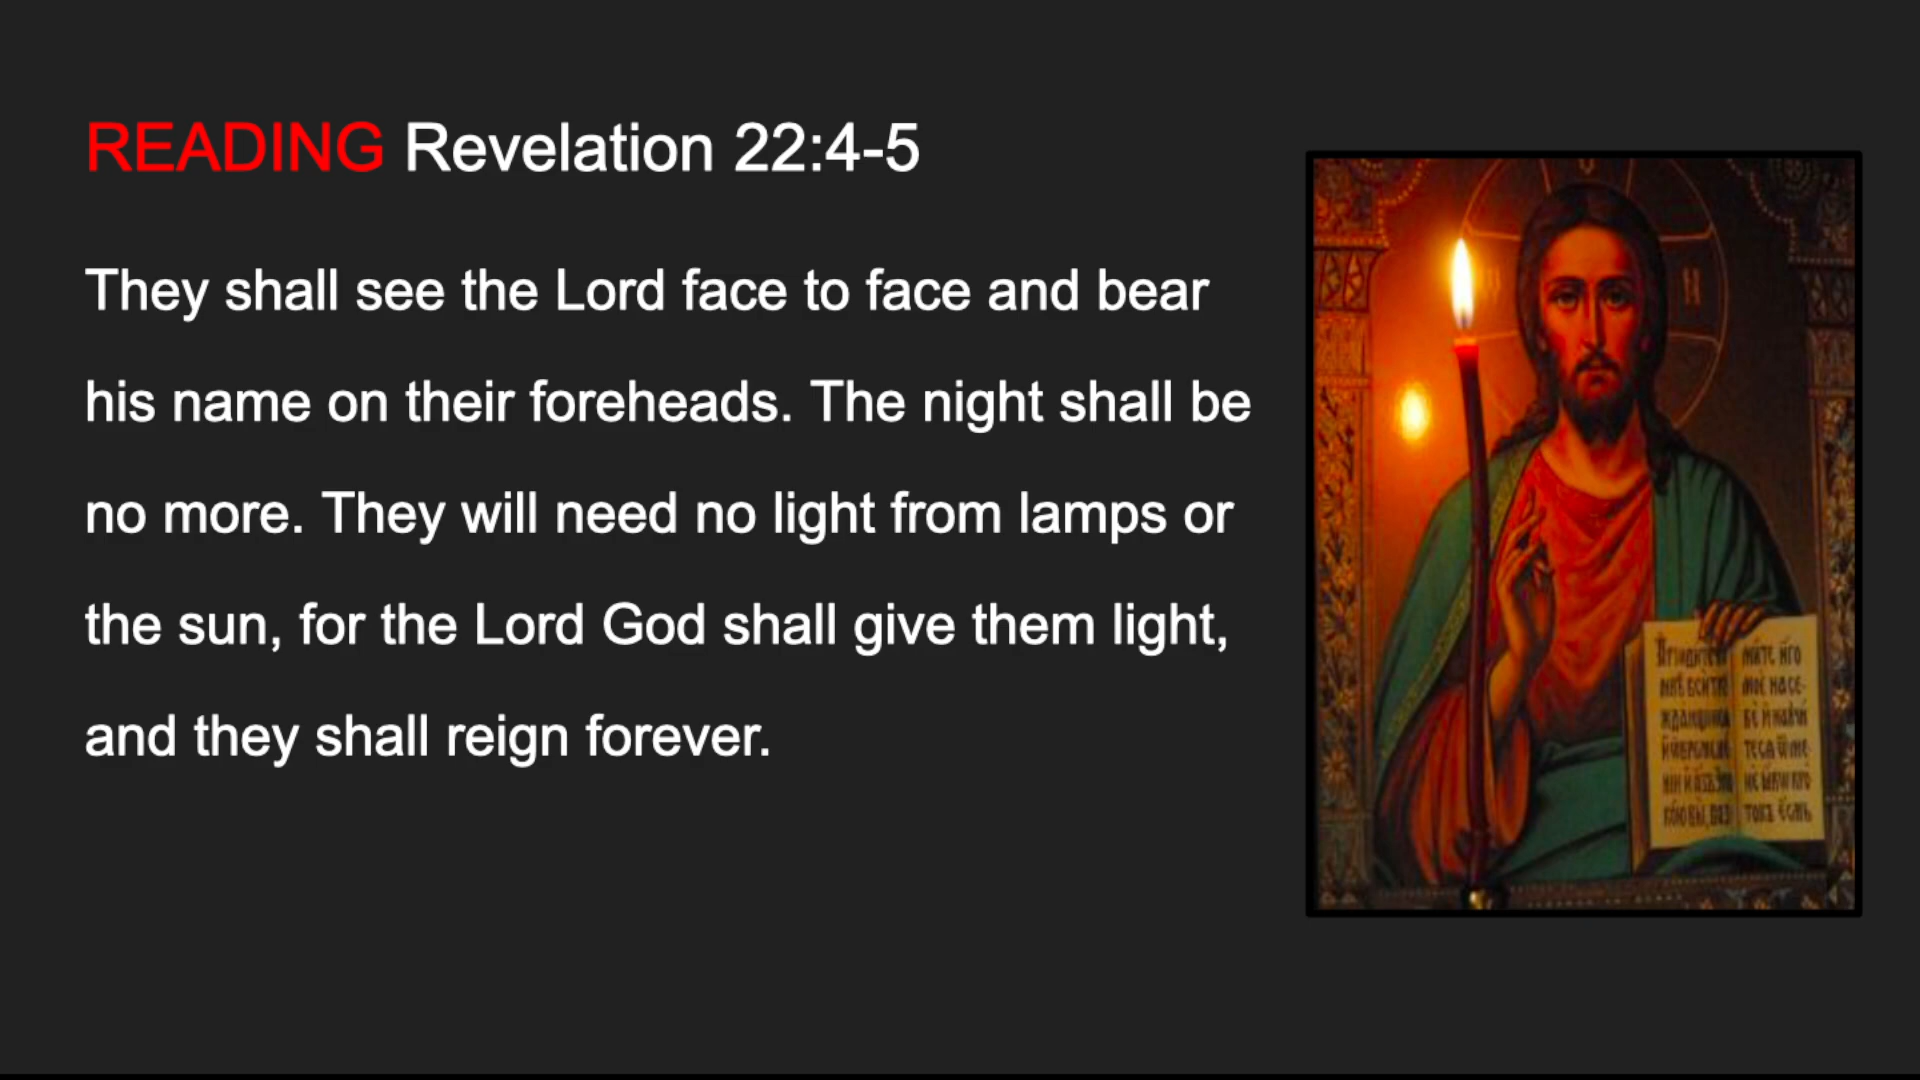 READING Revelation 22:4-5
They shall see the Lord face to face and bear
his name on their foreheads. The night shall be
no more. They will need no light from lamps or
the sun, for the Lord God shall give them light,
and they shall reign forever.